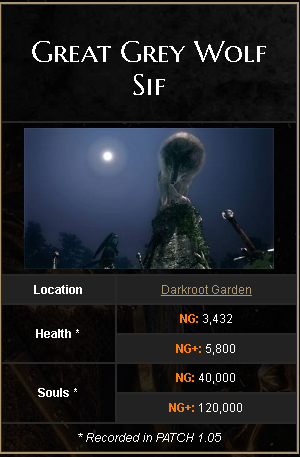 Great Grey Wolf
Sif
Location
Darkroot Garden
Health *
NG: 3,432
NG+: 5,800
Souls *
NG: 40,000
NG+: 120,000
* Recorded in PATCH 1.05